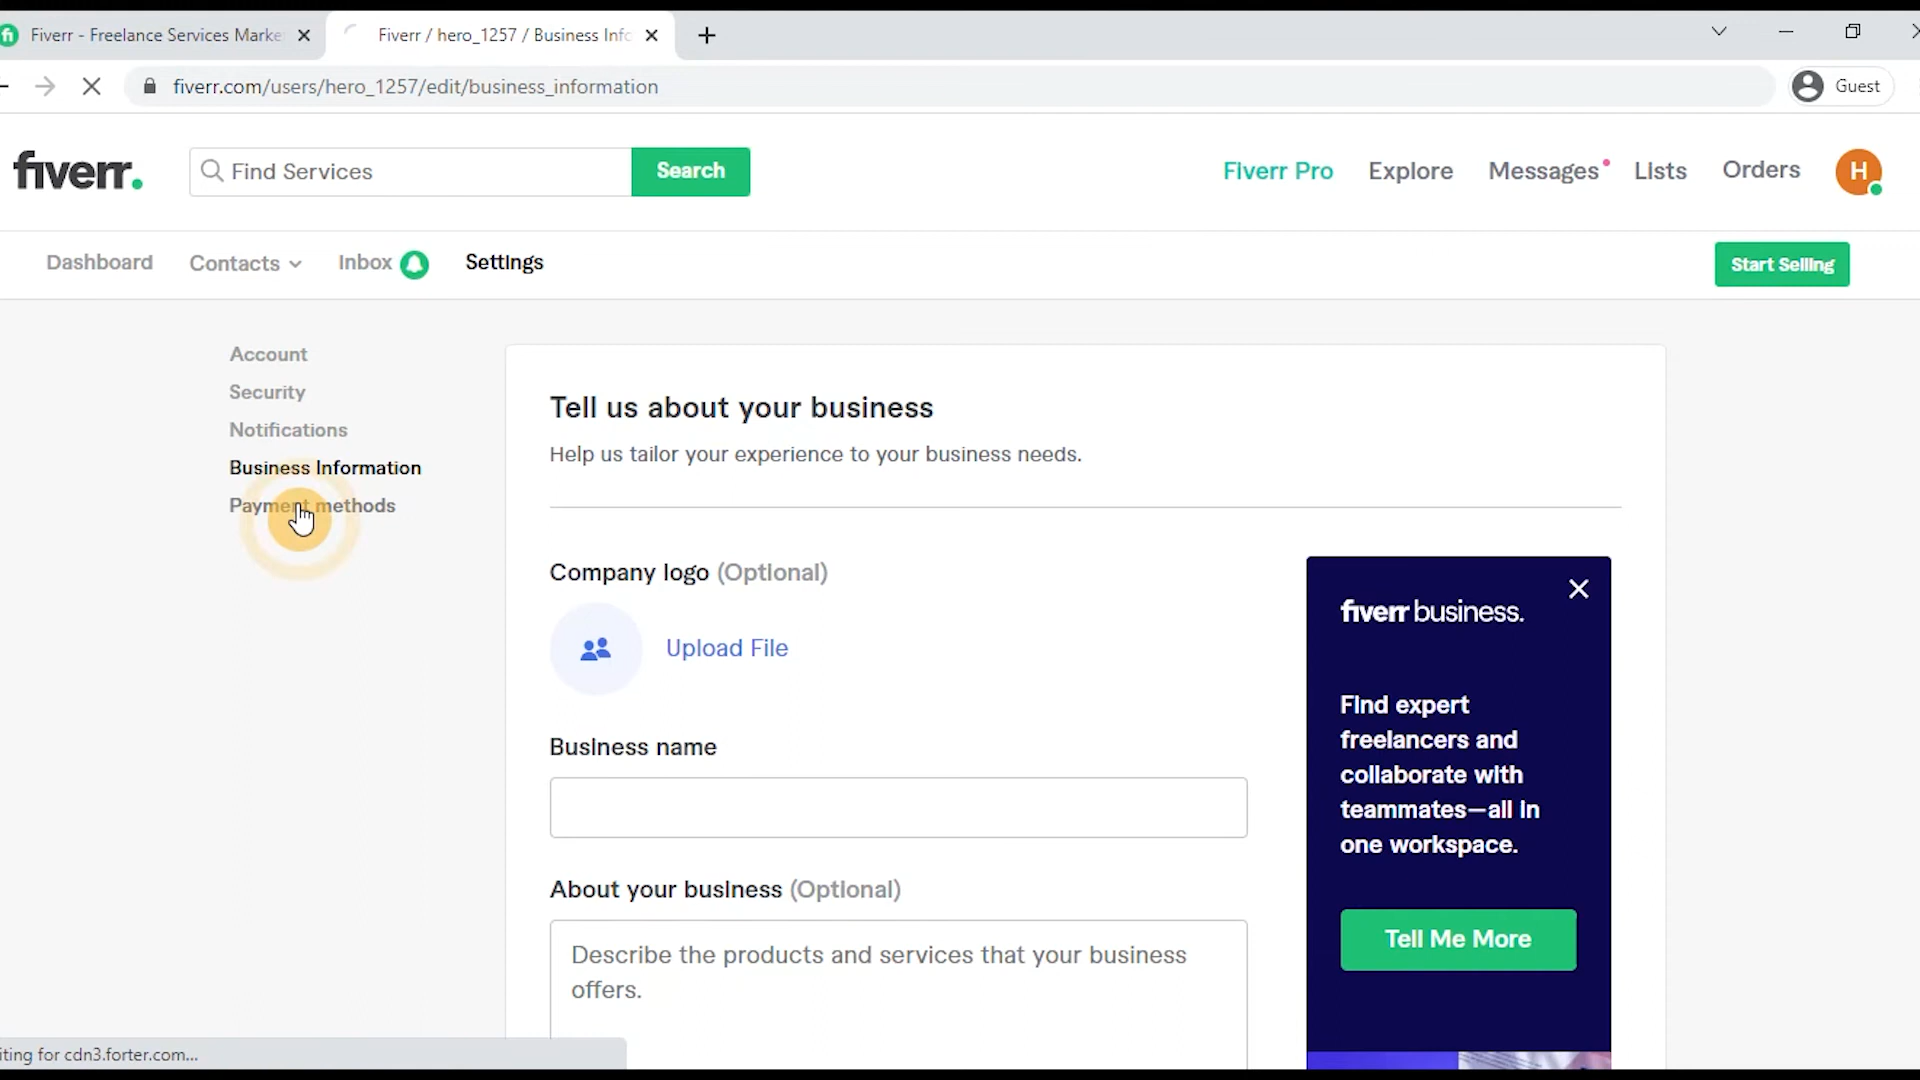 Fiverr - Freelance Services Marke
Fiverr / hero_1257 / Business Info
fiverr.com/users/hero_1257/edit/business_information
Guest
fiverr.
Find Services
Search
Fiverr Pro
Explore
Messages
Lists
Orders
H
Dashboard
Contacts
Inbox
Settings
Start Selling
Account
Security
Notifications
Business Information
Payment methods
Tell us about your business
Help us tailor your experience to your business needs.
Company logo (Optional)
Upload File
Business name
About your business (Optional)
Describe the products and services that your business
offers.
fiverr business.
Find expert
freelancers and
collaborate with
teammates—all in
one workspace.
Tell Me More
iting for cdn3.forter.com...